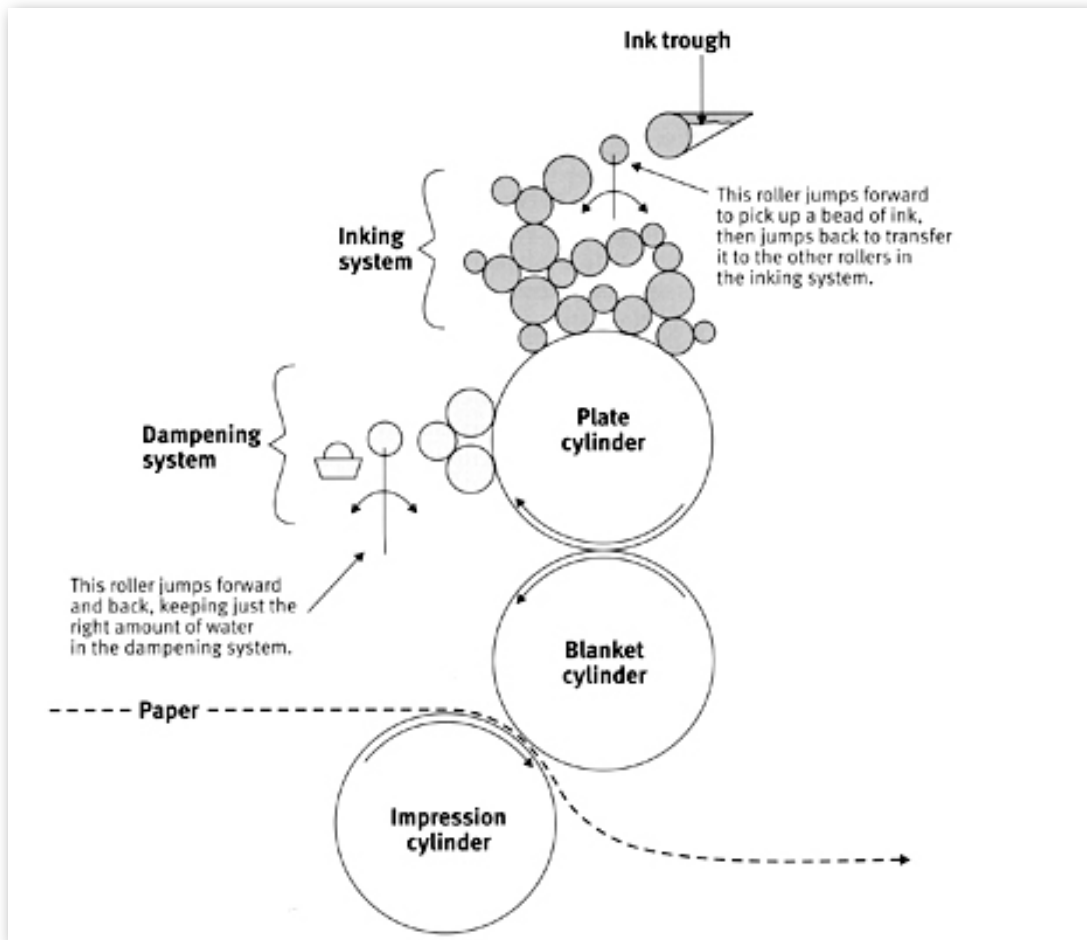 Ink trough
This roller jumps forward
to pick up a bead of ink,
then jumps back to transfer
it to the other rollers in
the inking system.
Inking
system
Plate
cylinder
Dampening
system
This roller jumps forward
and back, keeping just the
right amount of water
in the dampening system.
Blanket
cylinder
Paper
Impression
cylinder